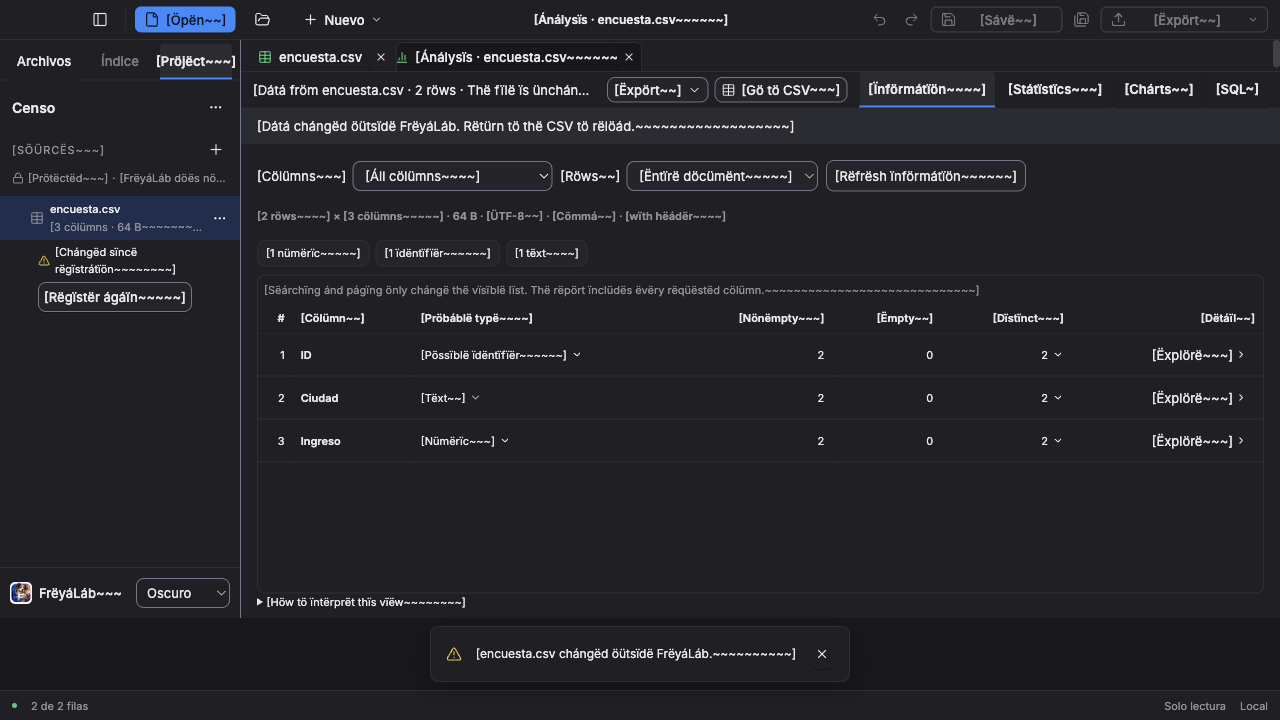 [Öpën~~]
Nuevo
[Ánálysïs · encuesta.csv~~~~~~]
[Sávë~~]
[Ëxpört~~]
Archivos
Índice
[Pröjëct~~~]
encuesta.csv
[Ánálysïs · encuesta.csv~~~~~~
Censo
[Dátá fröm encuesta.csv · 2 röws · Thë fïlë ïs ünchán...
[Ëxpört~~]
[Gö tö CSV~~~]
[Ïnförmátïön~~~~]
[Státïstïcs~~~]
[Chárts~~]
[SQL~]
[Dátá chángëd öütsïdë FrëyáLáb. Rëtürn tö thë CSV tö rëlöád.~~~~~~~~~~~~~~~~~~]
[SÖÜRCËS~~~]
[Prötëctëd~~~] · [FrëyáLáb döës nö...
encuesta.csv
[3 cölümns · 64 B~~~~~~~...
[Chángëd sïncë
rëgïstrátïön~~~~~~~~]
[Rëgïstër ágáïn~~~~~]
[Cölümns~~~]
[Áll cölümns~~~~]
[Röws~~]
[Ëntïrë döcümënt~~~~~]
[Rëfrësh ïnförmátïön~~~~~~]
[2 röws~~~~] × [3 cölümns~~~~~] · 64 B · [ÜTF-8~~] · [Cömmá~~] · [wïth hëádër~~~~]
[1 nümërïc~~~~~]
[1 ïdëntïfïër~~~~~~]
[1 tëxt~~~~]
[Sëárchïng ánd págïng önly chángë thë vïsïblë lïst. Thë rëpört ïnclüdës ëvëry rëqüëstëd cölümn.~~~~~~~~~~~~~~~~~~~~~~~~~~~~]
# [Cölümn~~] [Pröbáblë typë~~~~] [Nönëmpty~~~] [Ëmpty~~] [Dïstïnct~~~] [Dëtáïl~~]
1 ID [Pössïblë ïdëntïfïër~~~~~~] 2 0 2 [Ëxplörë~~~]
2 Ciudad [Tëxt~~] 2 0 2 [Ëxplörë~~~]
3 Ingreso [Nümërïc~~~] 2 0 2 [Ëxplörë~~~]
FrëyáLáb~~~
Oscuro
[Höw tö ïntërprët thïs vïëw~~~~~~~~]
[encuesta.csv chángëd öütsïdë FrëyáLáb.~~~~~~~~~~]
2 de 2 filas
Solo lectura
Local